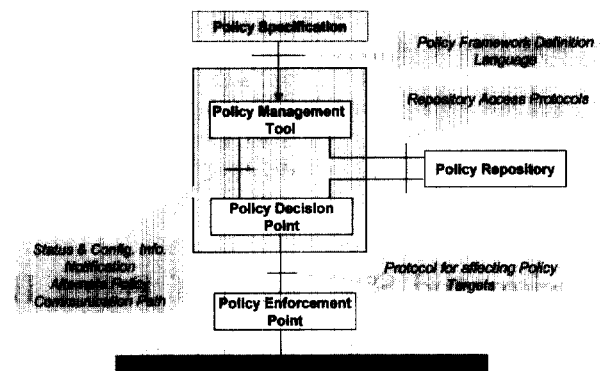 Policy Specification
Policy Framework Definition
Language
Repository Access Protocols
Policy Management
Tool
Policy Repository
Policy Decision
Point
Status & Config. Info.
Notification
Alternate Policy
Communication Path
Protocol for affecting Policy
Targets
Policy Enforcement
Point